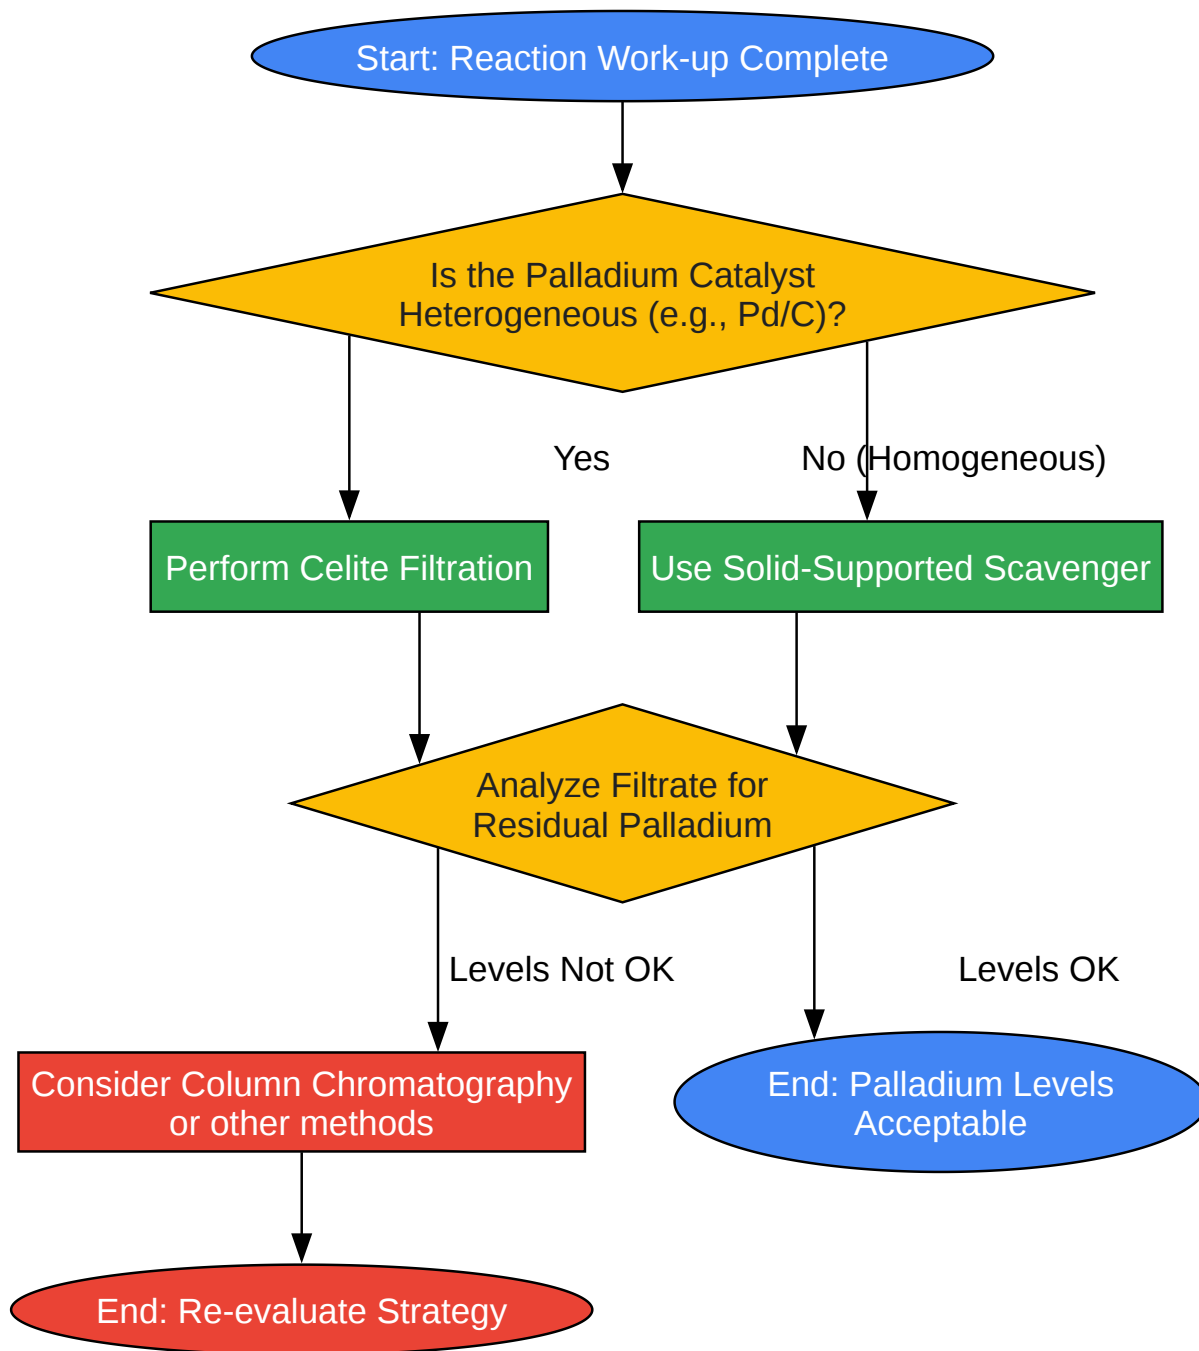 Start: Reaction Work-up Complete
Is the Palladium Catalyst
Heterogeneous (e.g., Pd/C)?
Yes
No (Homogeneous)
Perform Celite Filtration
Use Solid-Supported Scavenger
Analyze Filtrate for
Residual Palladium
Levels Not OK
Levels OK
Consider Column Chromatography
or other methods
End: Palladium Levels
Acceptable
End: Re-evaluate Strategy